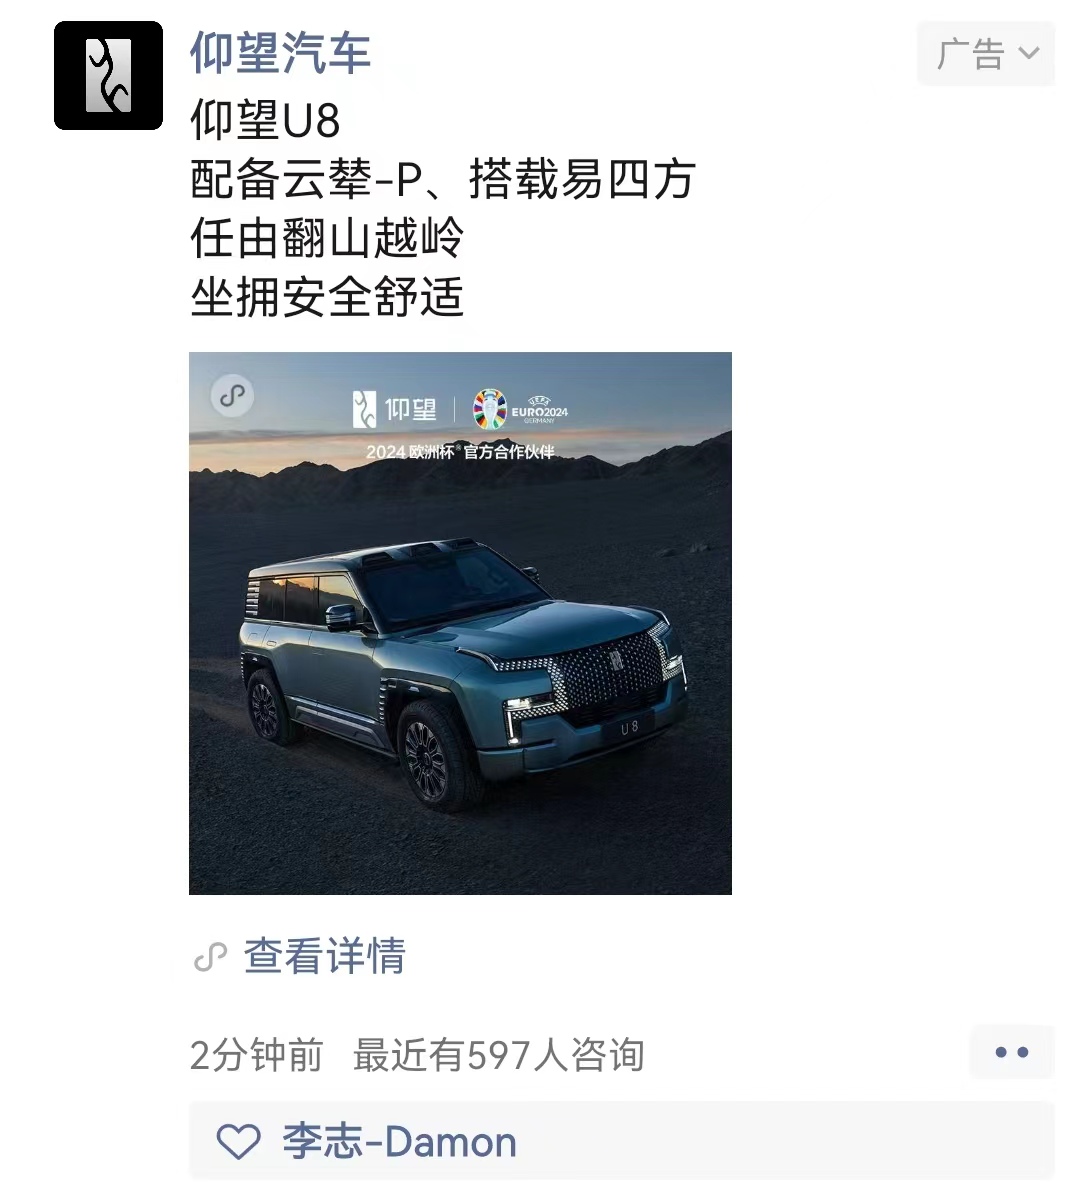 仰望汽车
广告
仰望U8
配备云辇-P、搭载易四方
任由翻山越岭
坐拥安全舒适
仰望
UEFA
EURO2024
GERMANY
2024 欧洲杯® 官方合作伙伴
U8
查看详情
2分钟前 最近有597人咨询
李志-Damon